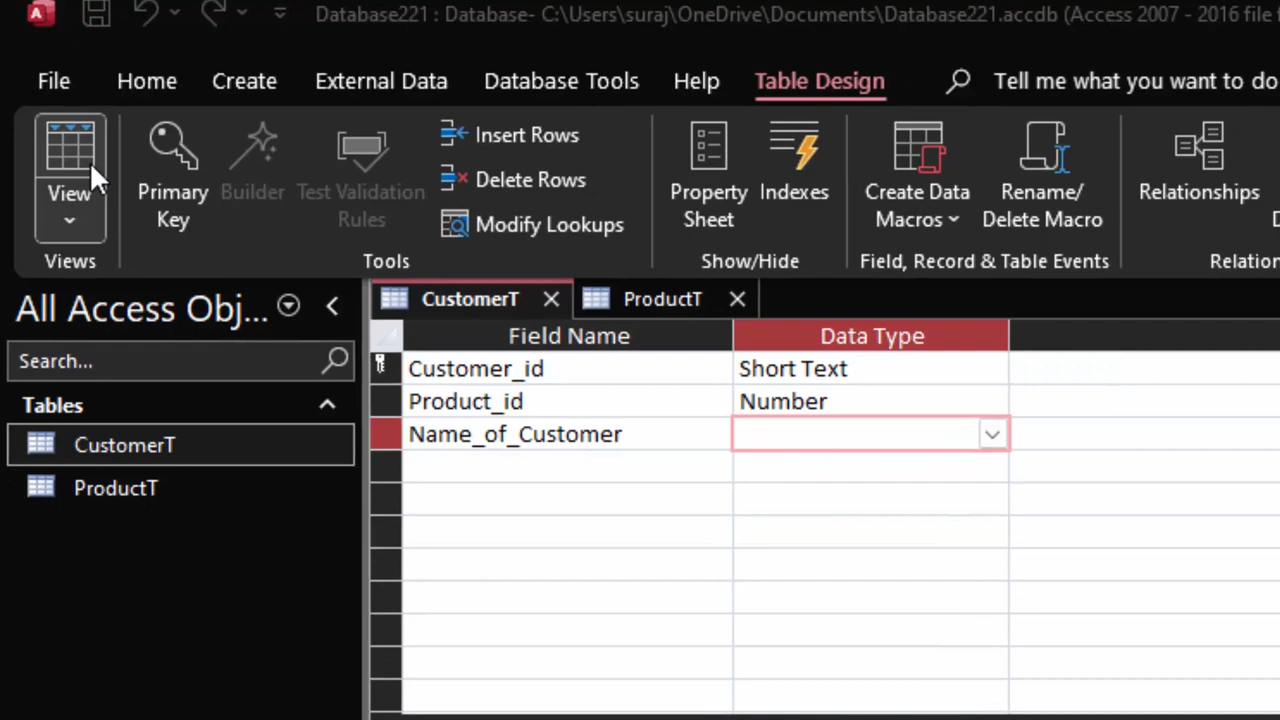 Database221 : Database- C:\Users\suraj\OneDrive\Documents\Database221.accdb (Access 2007 - 2016 file
File Home Create External Data Database Tools Help Table Design Tell me what you want to do
View
Primary Key
Builder
Test Validation Rules
Insert Rows
Delete Rows
Modify Lookups
Property Sheet
Indexes
Create Data Macros
Rename/ Delete Macro
Relationships
Views Tools Show/Hide Field, Record & Table Events Relation
All Access Obj...
Search...
Tables
CustomerT
ProductT
CustomerT ProductT
Field Name Data Type
Customer_id Short Text
Product_id Number
Name_of_Customer